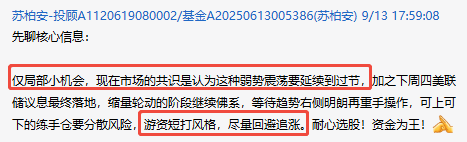 苏柏安-投顾A1120619080002/基金A20250613005386(苏柏安) 9/13 17:59:08
先聊核心信息：
仅局部小机会，现在市场的共识是认为这种弱势震荡要延续到过节，加之下周四美联
储议息最终落地，缩量轮动的阶段继续佛系，等待趋势右侧明朗再重手操作，可上可
下的练手仓要分散风险，游资短打风格，尽量回避追涨。耐心选股！资金为王！